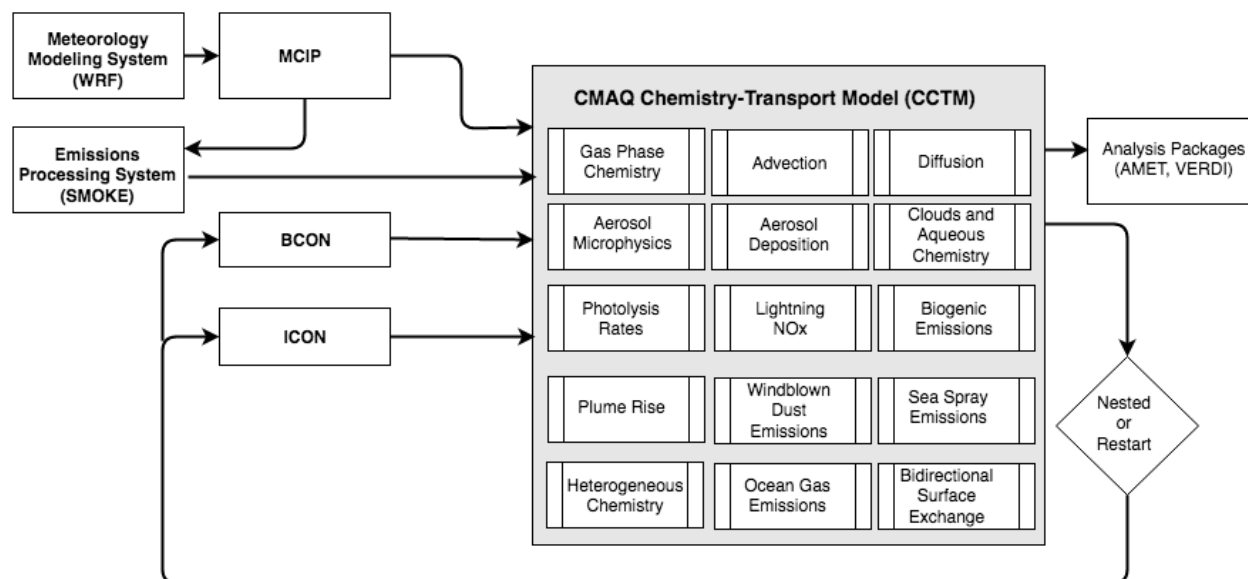 Meteorology
Modeling System
(WRF)
MCIP
Emissions
Processing System
(SMOKE)
BCON
ICON
CMAQ Chemistry-Transport Model (CCTM)
Gas Phase
Chemistry
Advection
Diffusion
Aerosol
Microphysics
Aerosol
Deposition
Clouds and
Aqueous
Chemistry
Photolysis
Rates
Lightning
NOx
Biogenic
Emissions
Plume Rise
Windblown
Dust
Emissions
Sea Spray
Emissions
Heterogeneous
Chemistry
Ocean Gas
Emissions
Bidirectional
Surface
Exchange
Analysis Packages
(AMET, VERDI)
Nested
or
Restart